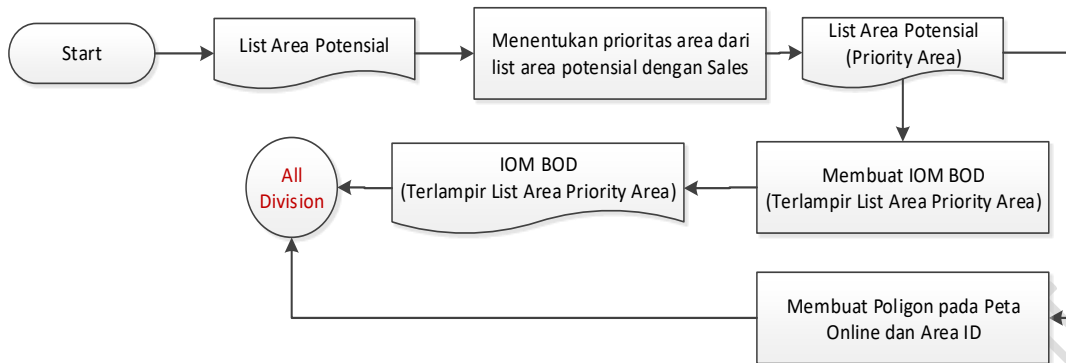 Start
List Area Potensial
Menentukan prioritas area dari
list area potensial dengan Sales
List Area Potensial
(Priority Area)
All
Division
IOM BOD
(Terlampir List Area Priority Area)
Membuat IOM BOD
(Terlampir List Area Priority Area)
Membuat Poligon pada Peta
Online dan Area ID